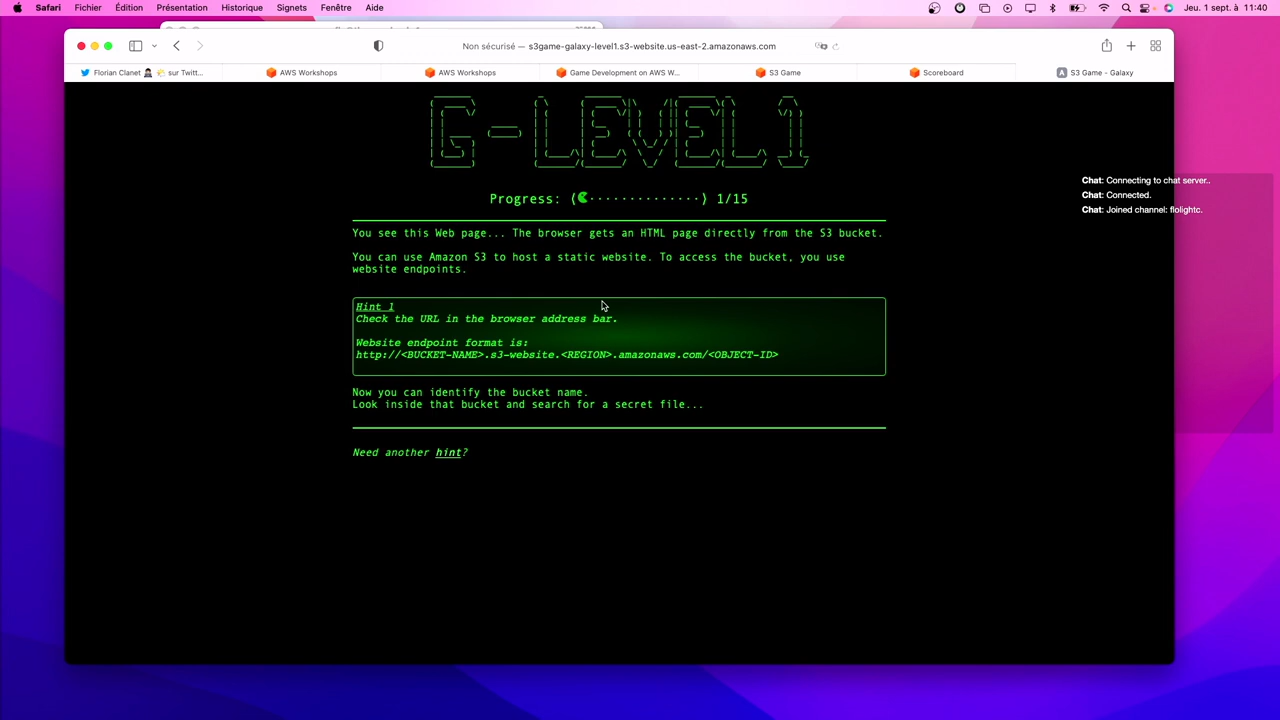 Safari Fichier Édition Présentation Historique Signets Fenêtre Aide
Jeu. 1 sept. à 11:40
Non sécurisé — s3game-galaxy-level1.s3-website.us-east-2.amazonaws.com
Florian Clanet sur Twitt...
AWS Workshops
AWS Workshops
Game Development on AWS W...
S3 Game
Scoreboard
S3 Game - Galaxy
G-LEVEL1
Progress: (··············) 1/15
You see this Web page... The browser gets an HTML page directly from the S3 bucket.
You can use Amazon S3 to host a static website. To access the bucket, you use
website endpoints.
Hint 1
Check the URL in the browser address bar.
Website endpoint format is:
http://<BUCKET-NAME>.s3-website.<REGION>.amazonaws.com/<OBJECT-ID>
Now you can identify the bucket name.
Look inside that bucket and search for a secret file...
Need another hint?
Chat: Connecting to chat server..
Chat: Connected.
Chat: Joined channel: flolightc.